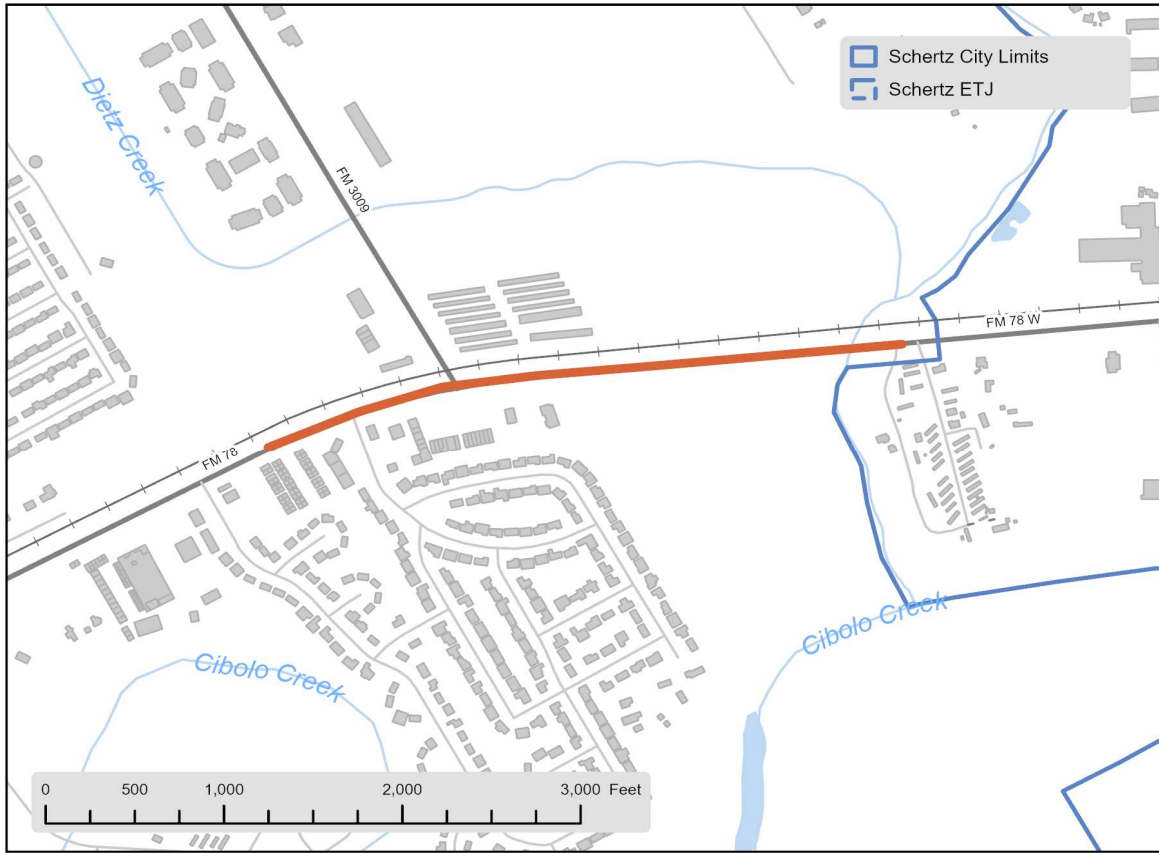 Schertz City Limits
Schertz ETJ
Dietz Creek
FM 3009
FM 78 W
FM 78
Cibolo Creek
Cibolo Creek
0 500 1,000 2,000 3,000 Feet